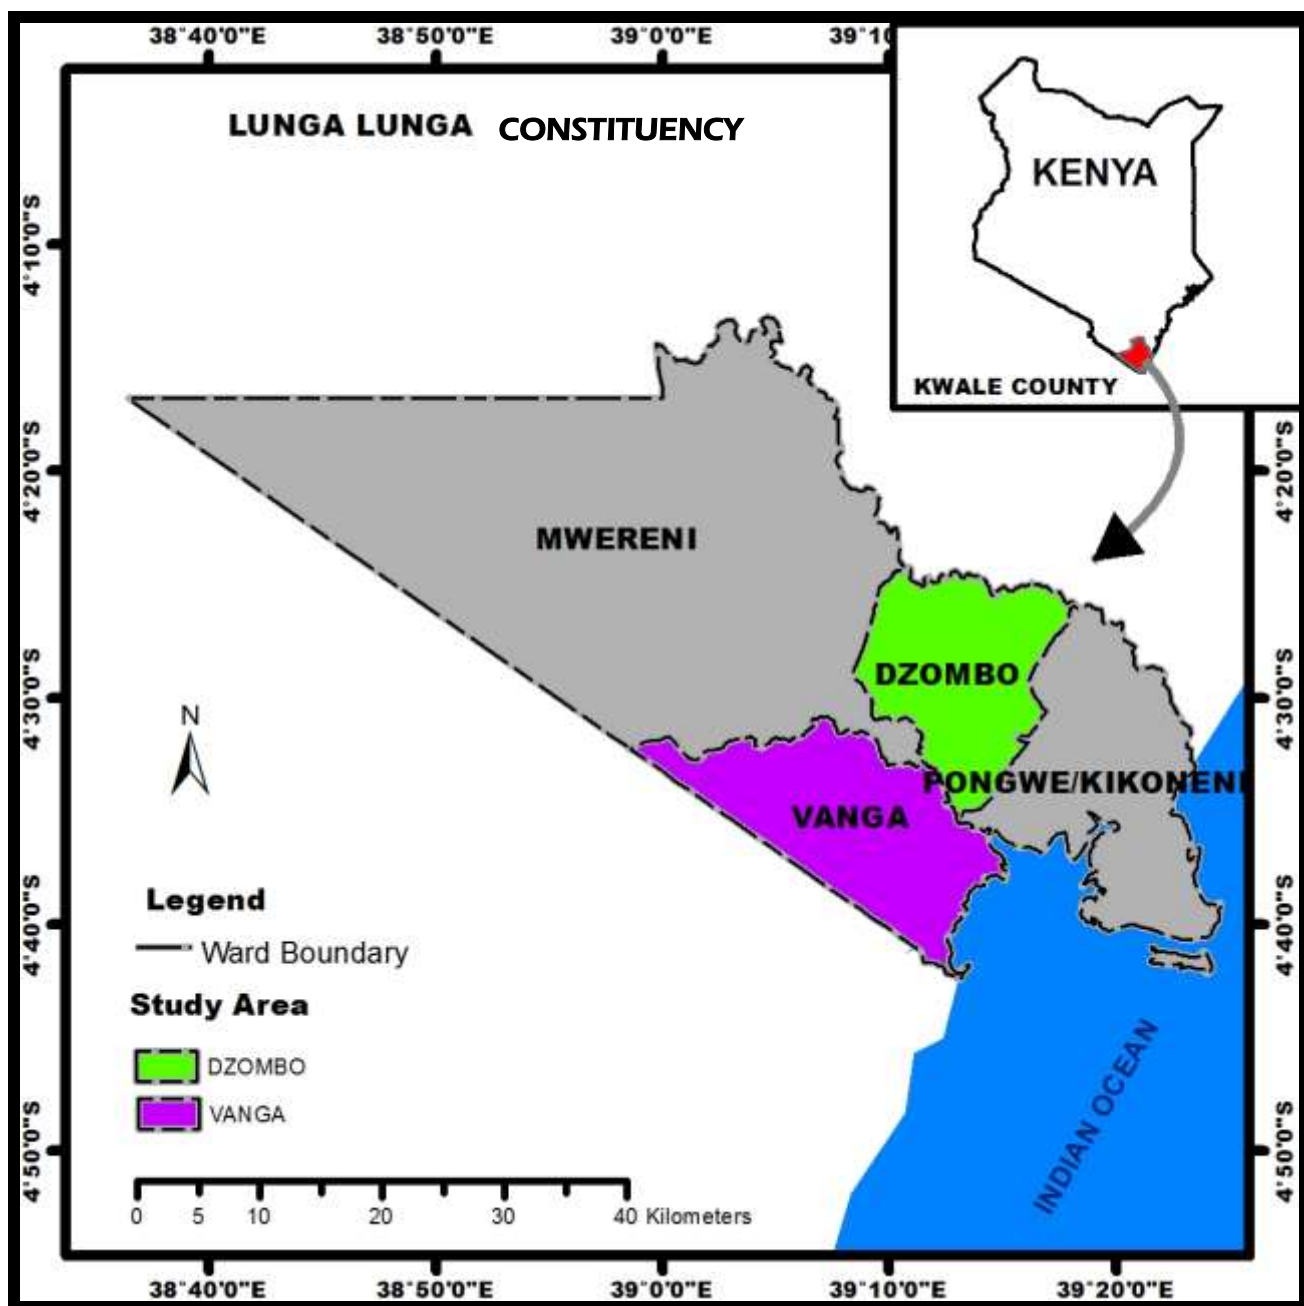 38°40'0"E 38°50'0"E 39°0'0"E 39°10
LUNGA LUNGA CONSTITUENCY
KENYA
KWALE COUNTY
4°10'0"S
4°20'0"S
4°30'0"S
4°40'0"S
4°50'0"S
4°20'0"S
4°30'0"S
4°40'0"S
4°50'0"S
MWERENI
DZOMBO
PONGWE/KIKONENI
VANGA
N
Legend
Ward Boundary
Study Area
DZOMBO
VANGA
INDIAN OCEAN
0 5 10 20 30 40 Kilometers
38°40'0"E 38°50'0"E 39°0'0"E 39°10'0"E 39°20'0"E